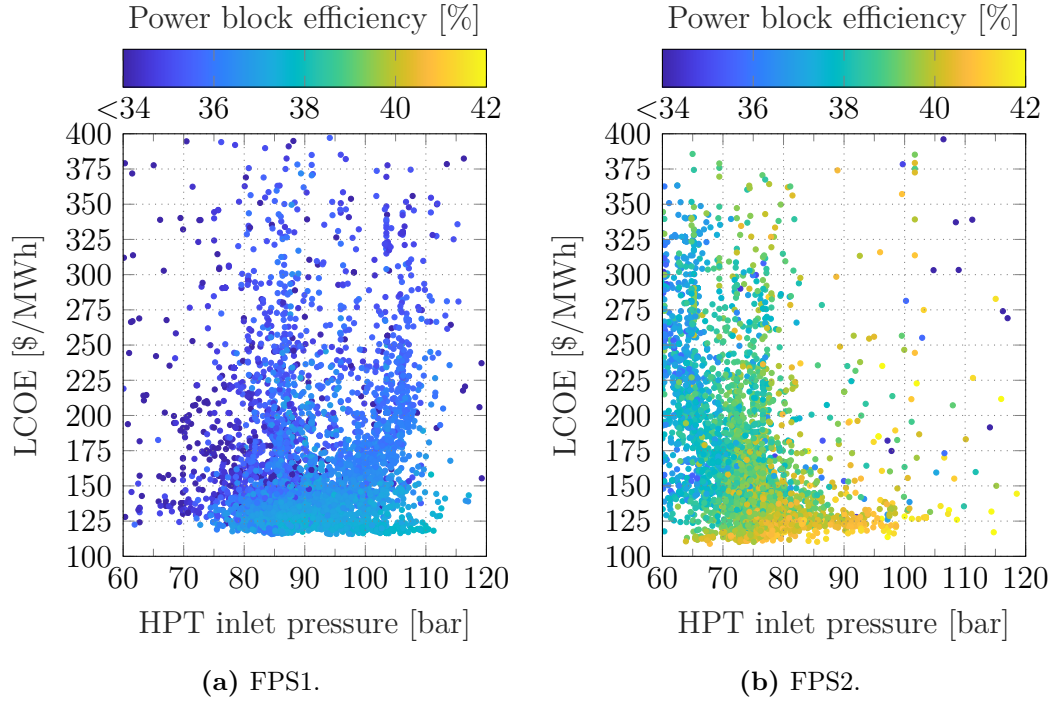 Power block efficiency [%]
<34 36 38 40 42
400
375
350
325
300
275
250
225
200
175
150
125
100
LCOE [$/MWh]
60 70 80 90 100 110 120
HPT inlet pressure [bar]
(a) FPS1.
Power block efficiency [%]
<34 36 38 40 42
400
375
350
325
300
275
250
225
200
175
150
125
100
LCOE [$/MWh]
60 70 80 90 100 110 120
HPT inlet pressure [bar]
(b) FPS2.